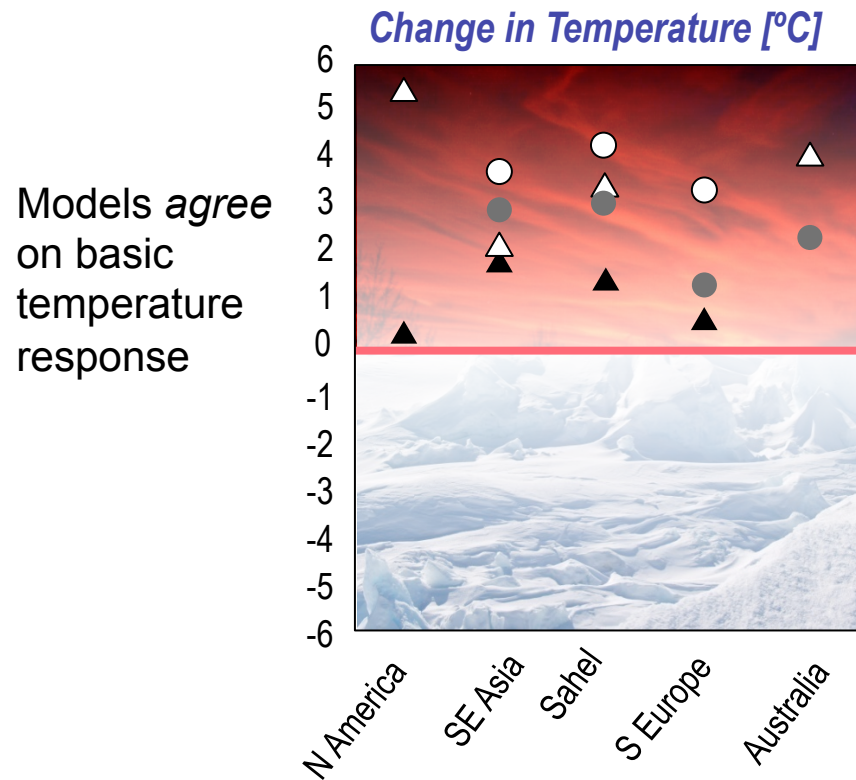 Change in Temperature [ºC]
Models agree
on basic
temperature
response
6
5
4
3
2
1
0
-1
-2
-3
-4
-5
-6
N America
SE Asia
Sahel
S Europe
Australia